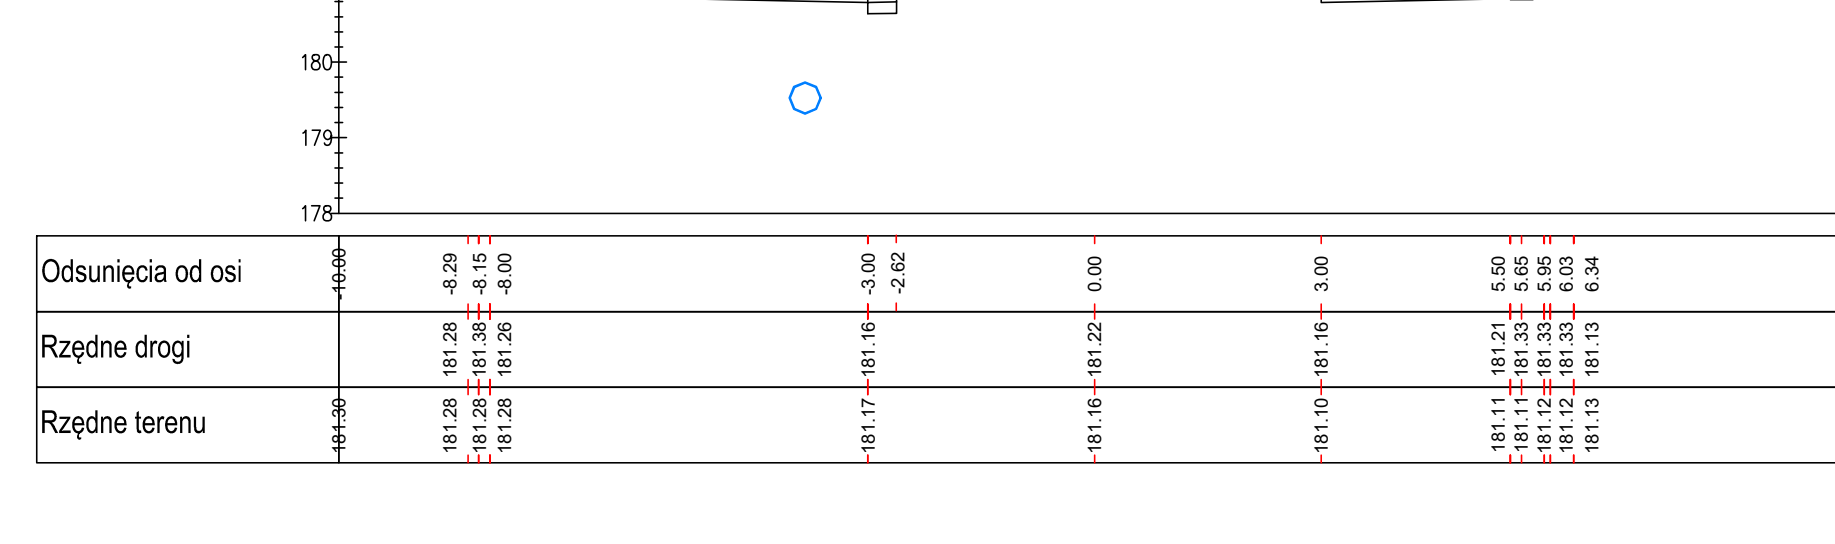 180
179
178
Odsunięcia od osi -10.00 -8.29 -8.15 -8.00 -3.00 -2.62 0.00 3.00 5.50 5.65 5.95 6.03 6.34
Rzędne drogi 181.28 181.38 181.26 181.16 181.22 181.16 181.21 181.33 181.33 181.33 181.13
Rzędne terenu 181.30 181.28 181.28 181.28 181.17 181.16 181.10 181.11 181.11 181.12 181.12 181.13